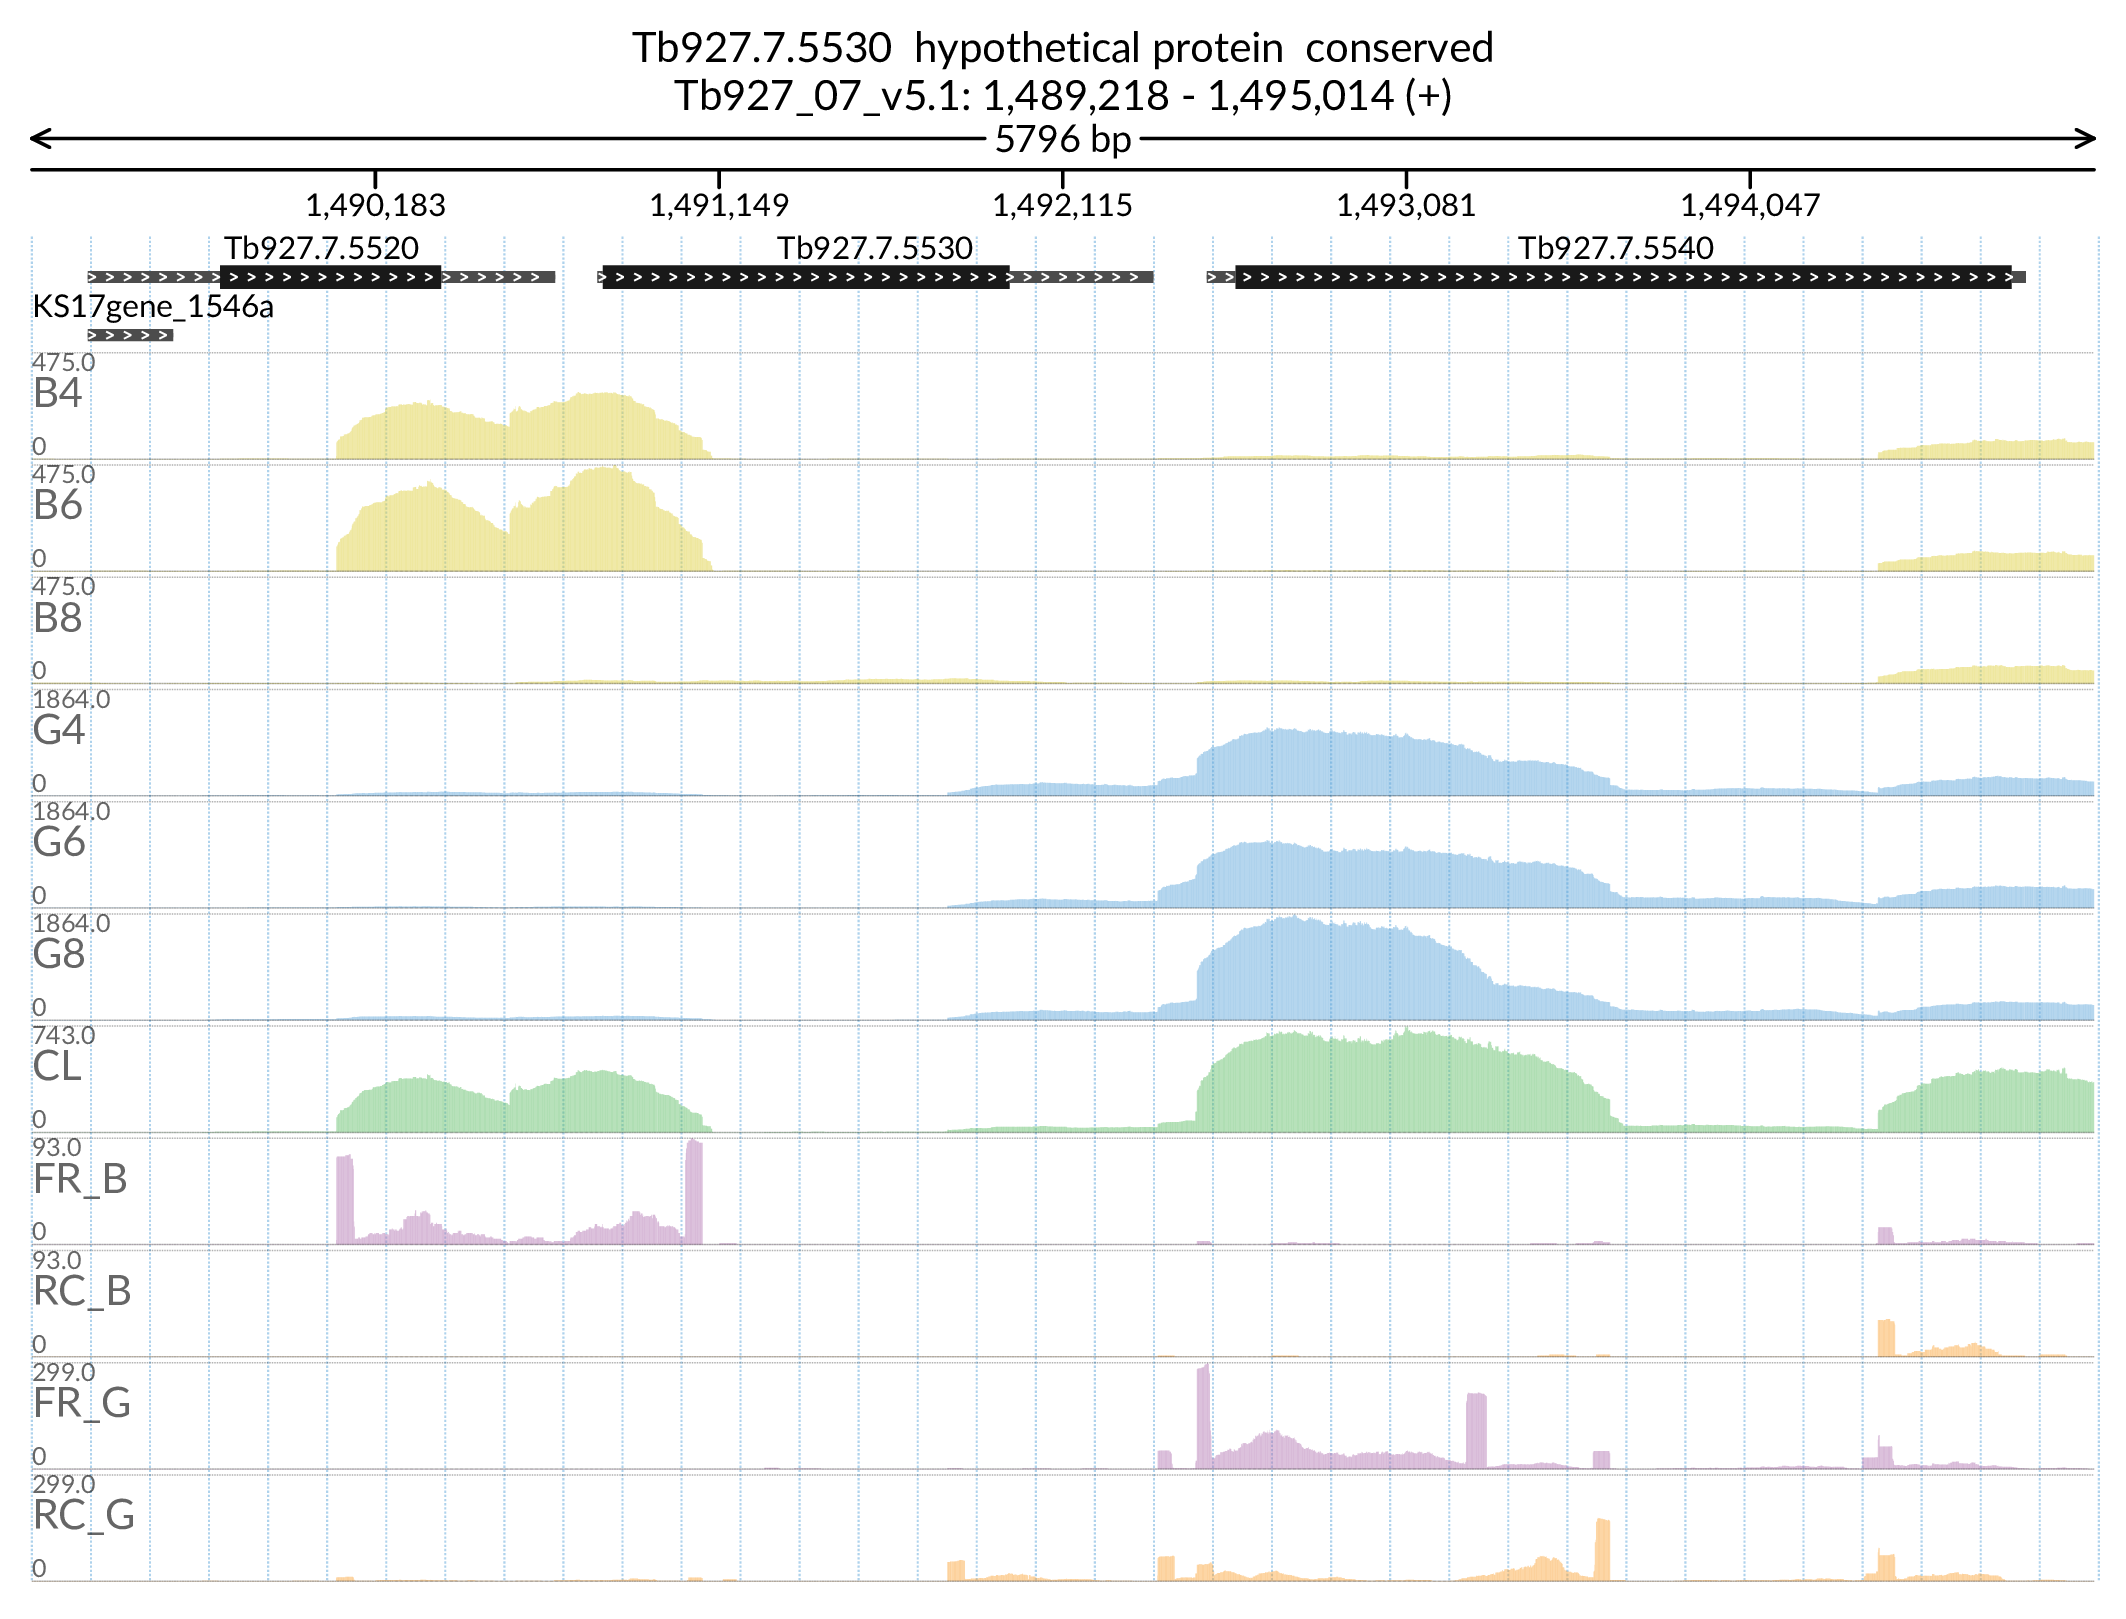 Tb927.7.5530 hypothetical protein conserved
Tb927_07_v5.1: 1,489,218 - 1,495,014 (+)
5796 bp
1,490,183 1,491,149 1,492,115 1,493,081 1,494,047
Tb927.7.5520 Tb927.7.5530 Tb927.7.5540
KS17gene_1546a
475.0
B4
0
475.0
B6
0
475.0
B8
0
1864.0
G4
0
1864.0
G6
0
1864.0
G8
0
743.0
CL
0
93.0
FR_B
0
93.0
RC_B
0
299.0
FR_G
0
299.0
RC_G
0